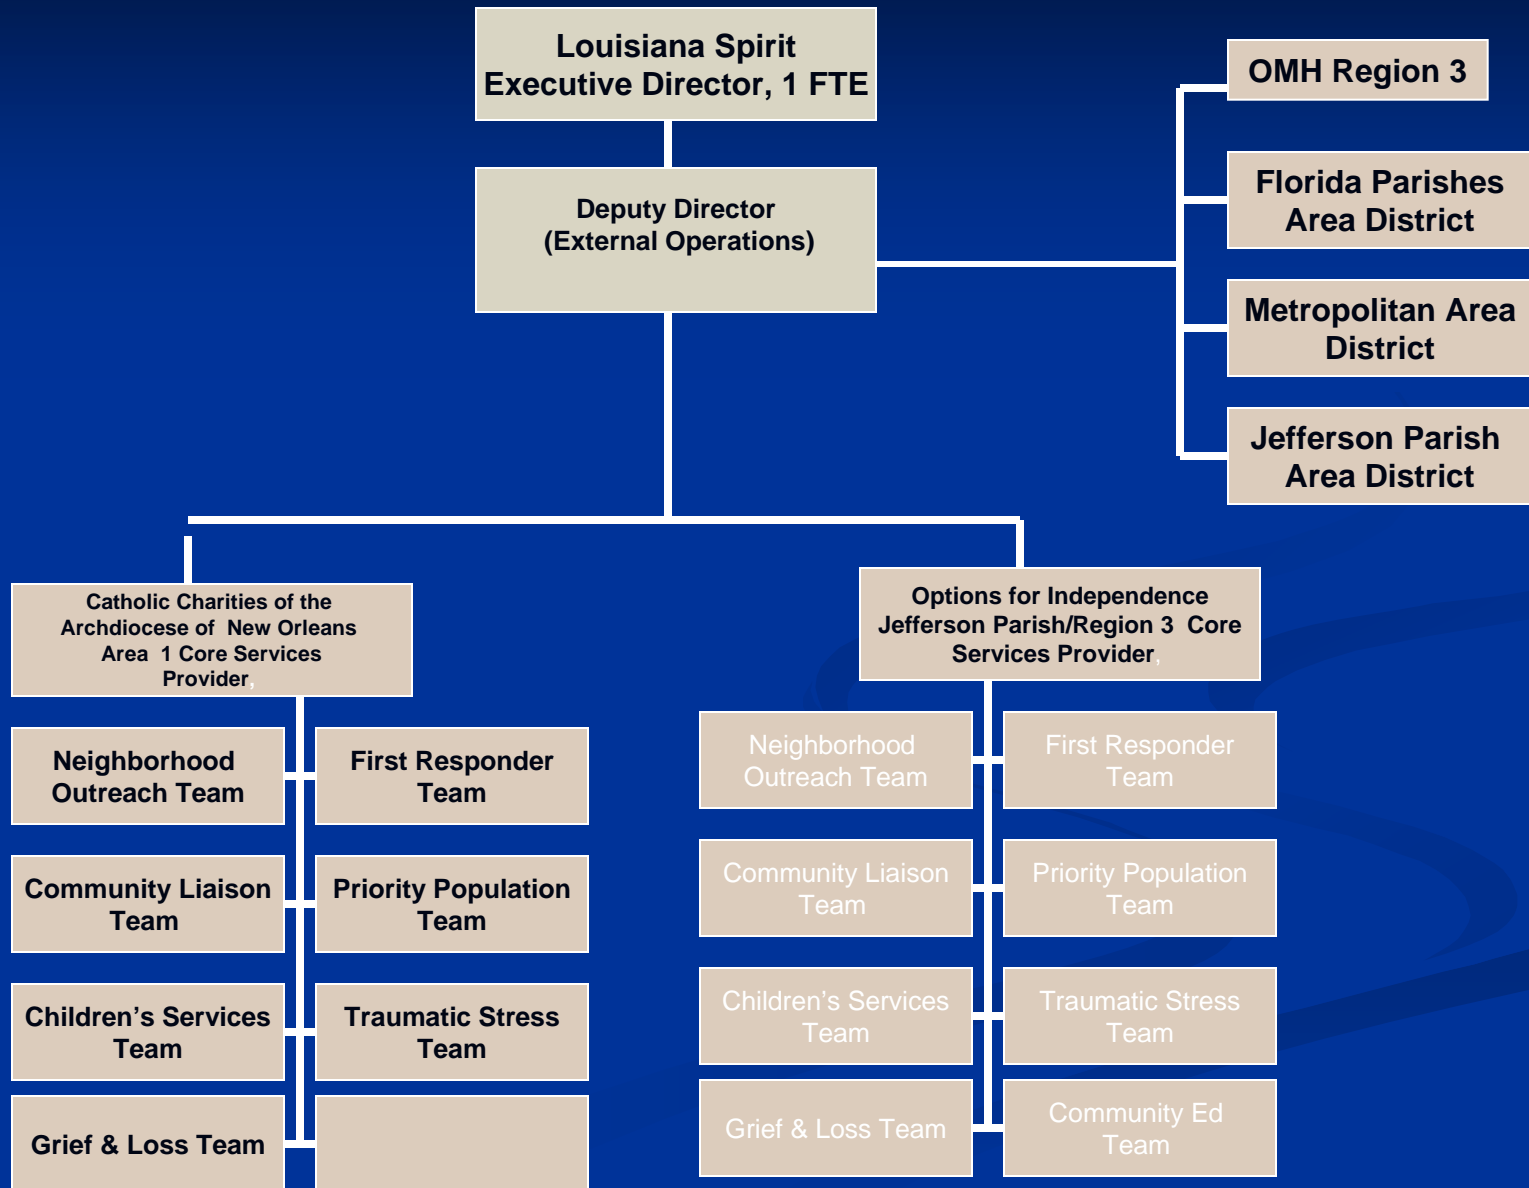 Louisiana Spirit
Executive Director, 1 FTE
Deputy Director
(External Operations)
OMH Region 3
Florida Parishes
Area District
Metropolitan Area
District
Jefferson Parish
Area District
Catholic Charities of the
Archdiocese of New Orleans
Area 1 Core Services
Provider,
Neighborhood
Outreach Team
First Responder
Team
Community Liaison
Team
Priority Population
Team
Children’s Services
Team
Traumatic Stress
Team
Grief & Loss Team
Options for Independence
Jefferson Parish/Region 3 Core
Services Provider,
Neighborhood
Outreach Team
First Responder
Team
Community Liaison
Team
Priority Population
Team
Children’s Services
Team
Traumatic Stress
Team
Grief & Loss Team
Community Ed
Team